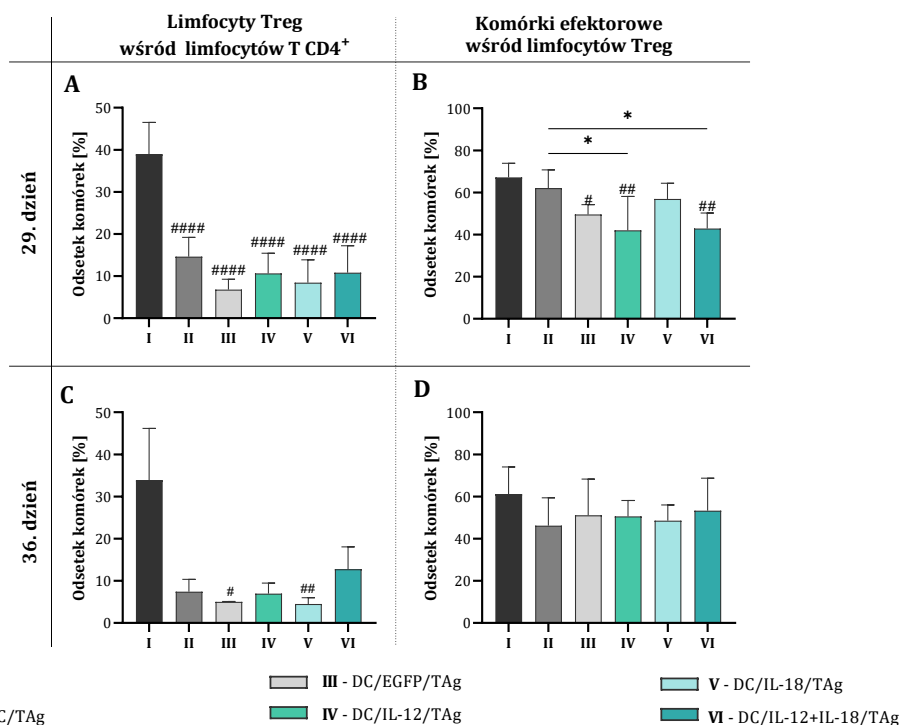 Limfocyty Treg
wśród limfocytów T CD4+
Komórki efektorowe
wśród limfocytów Treg
29. dzień
A
Odsetek komórek [%]
50
40
30
20
10
0
####
####
####
####
####
I II III IV V VI
B
Odsetek komórek [%]
100
80
60
40
20
0
*
*
#
##
##
I II III IV V VI
36. dzień
C
Odsetek komórek [%]
50
40
30
20
10
0
#
##
I II III IV V VI
D
Odsetek komórek [%]
100
80
60
40
20
0
I II III IV V VI
III - DC/EGFP/TAg
V - DC/IL-18/TAg
C/TAg
IV - DC/IL-12/TAg
VI - DC/IL-12+IL-18/TAg